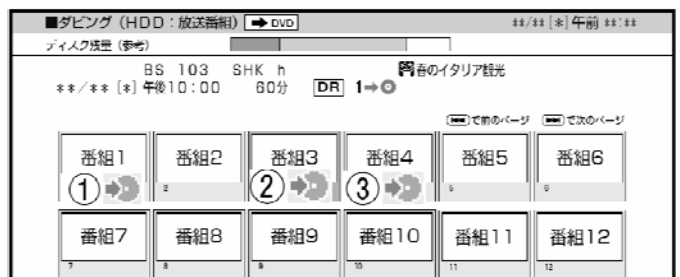 ■ダビング(HDD:放送番組) ➡DVD **/** [*] 午前 **:**
ディスク残量(参考)
BS 103 SHK h 春のイタリア観光
**/** [*] 午後10:00 60分 DR 1→
で前のページ で次のページ
番組1 番組2 番組3 番組4 番組5 番組6
① 2 ② ③ 5 6
番組7 番組8 番組9 番組10 番組11 番組12
7 8 9 10 11 12